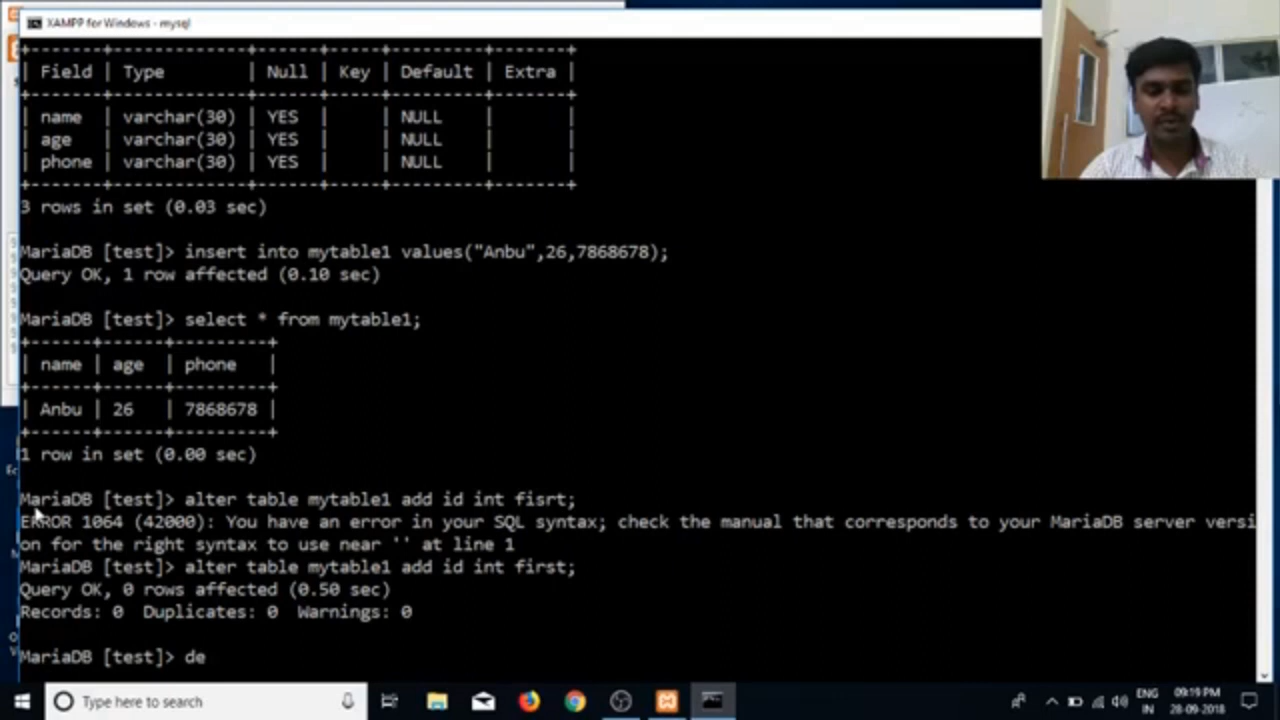 XAMPP for Windows - mysql
+-------+-------------+------+-----+---------+-------+
| Field | Type | Null | Key | Default | Extra |
+-------+-------------+------+-----+---------+-------+
| name | varchar(30) | YES | | NULL | |
| age | varchar(30) | YES | | NULL | |
| phone | varchar(30) | YES | | NULL | |
+-------+-------------+------+-----+---------+-------+
3 rows in set (0.03 sec)
MariaDB [test]> insert into mytable1 values("Anbu",26,7868678);
Query OK, 1 row affected (0.10 sec)
MariaDB [test]> select * from mytable1;
+------+------+---------+
| name | age | phone |
+------+------+---------+
| Anbu | 26 | 7868678 |
+------+------+---------+
1 row in set (0.00 sec)
MariaDB [test]> alter table mytable1 add id int fisrt;
ERROR 1064 (42000): You have an error in your SQL syntax; check the manual that corresponds to your MariaDB server versi
on for the right syntax to use near '' at line 1
MariaDB [test]> alter table mytable1 add id int first;
Query OK, 0 rows affected (0.50 sec)
Records: 0 Duplicates: 0 Warnings: 0
MariaDB [test]> de
Type here to search
ENG
IN
09:19 PM
28-09-2018